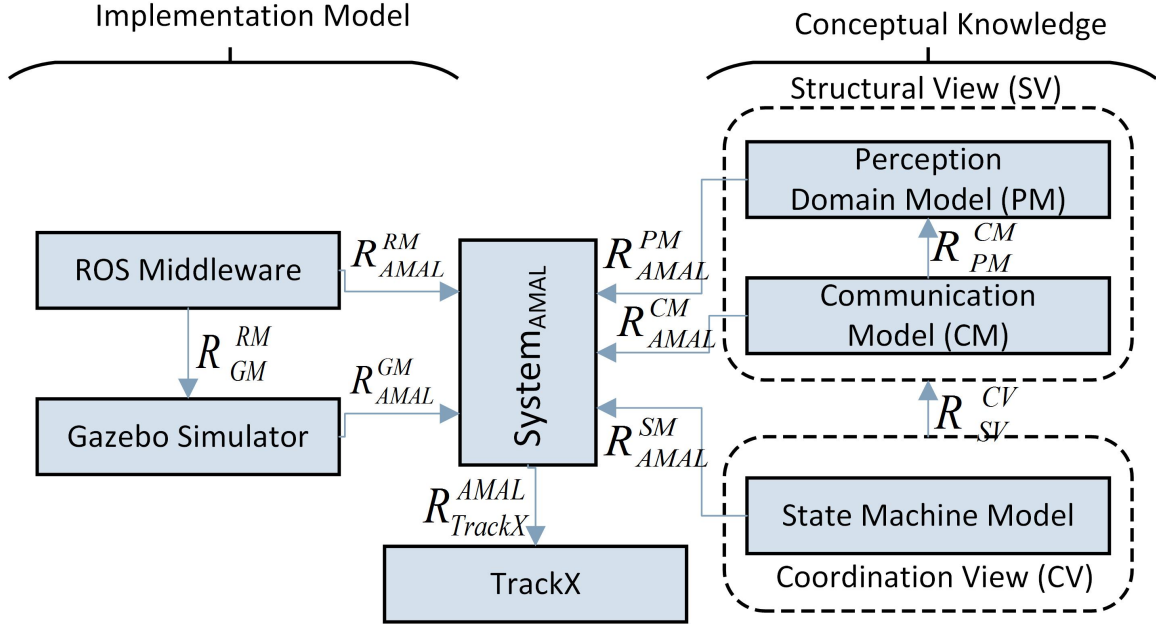 Implementation Model
Conceptual Knowledge
Structural View (SV)
Perception
Domain Model (PM)
R CM PM
Communication
Model (CM)
ROS Middleware
R RM AMAL
System AMAL
R PM AMAL
R CM AMAL
R RM GM
R GM AMAL
R SM AMAL
R CV SV
Gazebo Simulator
State Machine Model
Coordination View (CV)
R AMAL TrackX
TrackX